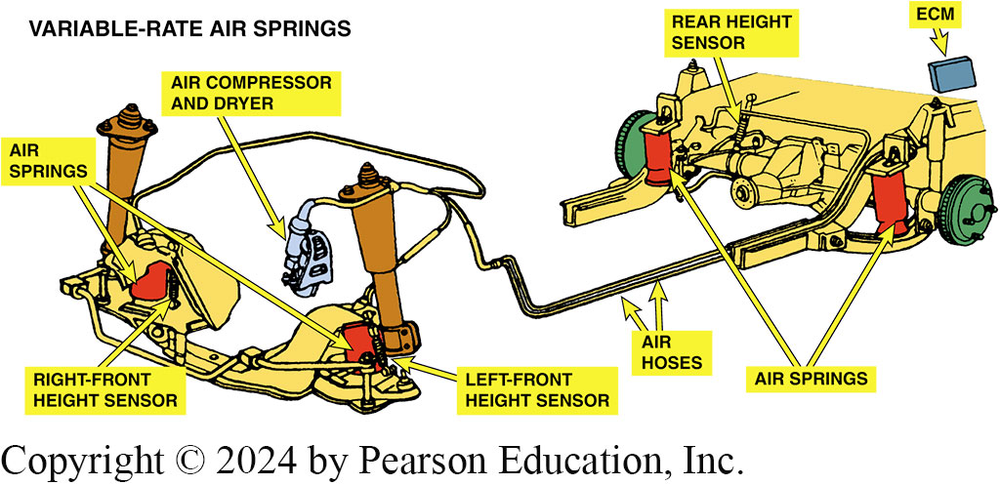 VARIABLE-RATE AIR SPRINGS
AIR COMPRESSOR
AND DRYER
REAR HEIGHT
SENSOR
ECM
AIR
SPRINGS
RIGHT-FRONT
HEIGHT SENSOR
LEFT-FRONT
HEIGHT SENSOR
AIR
HOSES
AIR SPRINGS
Copyright © 2024 by Pearson Education, Inc.